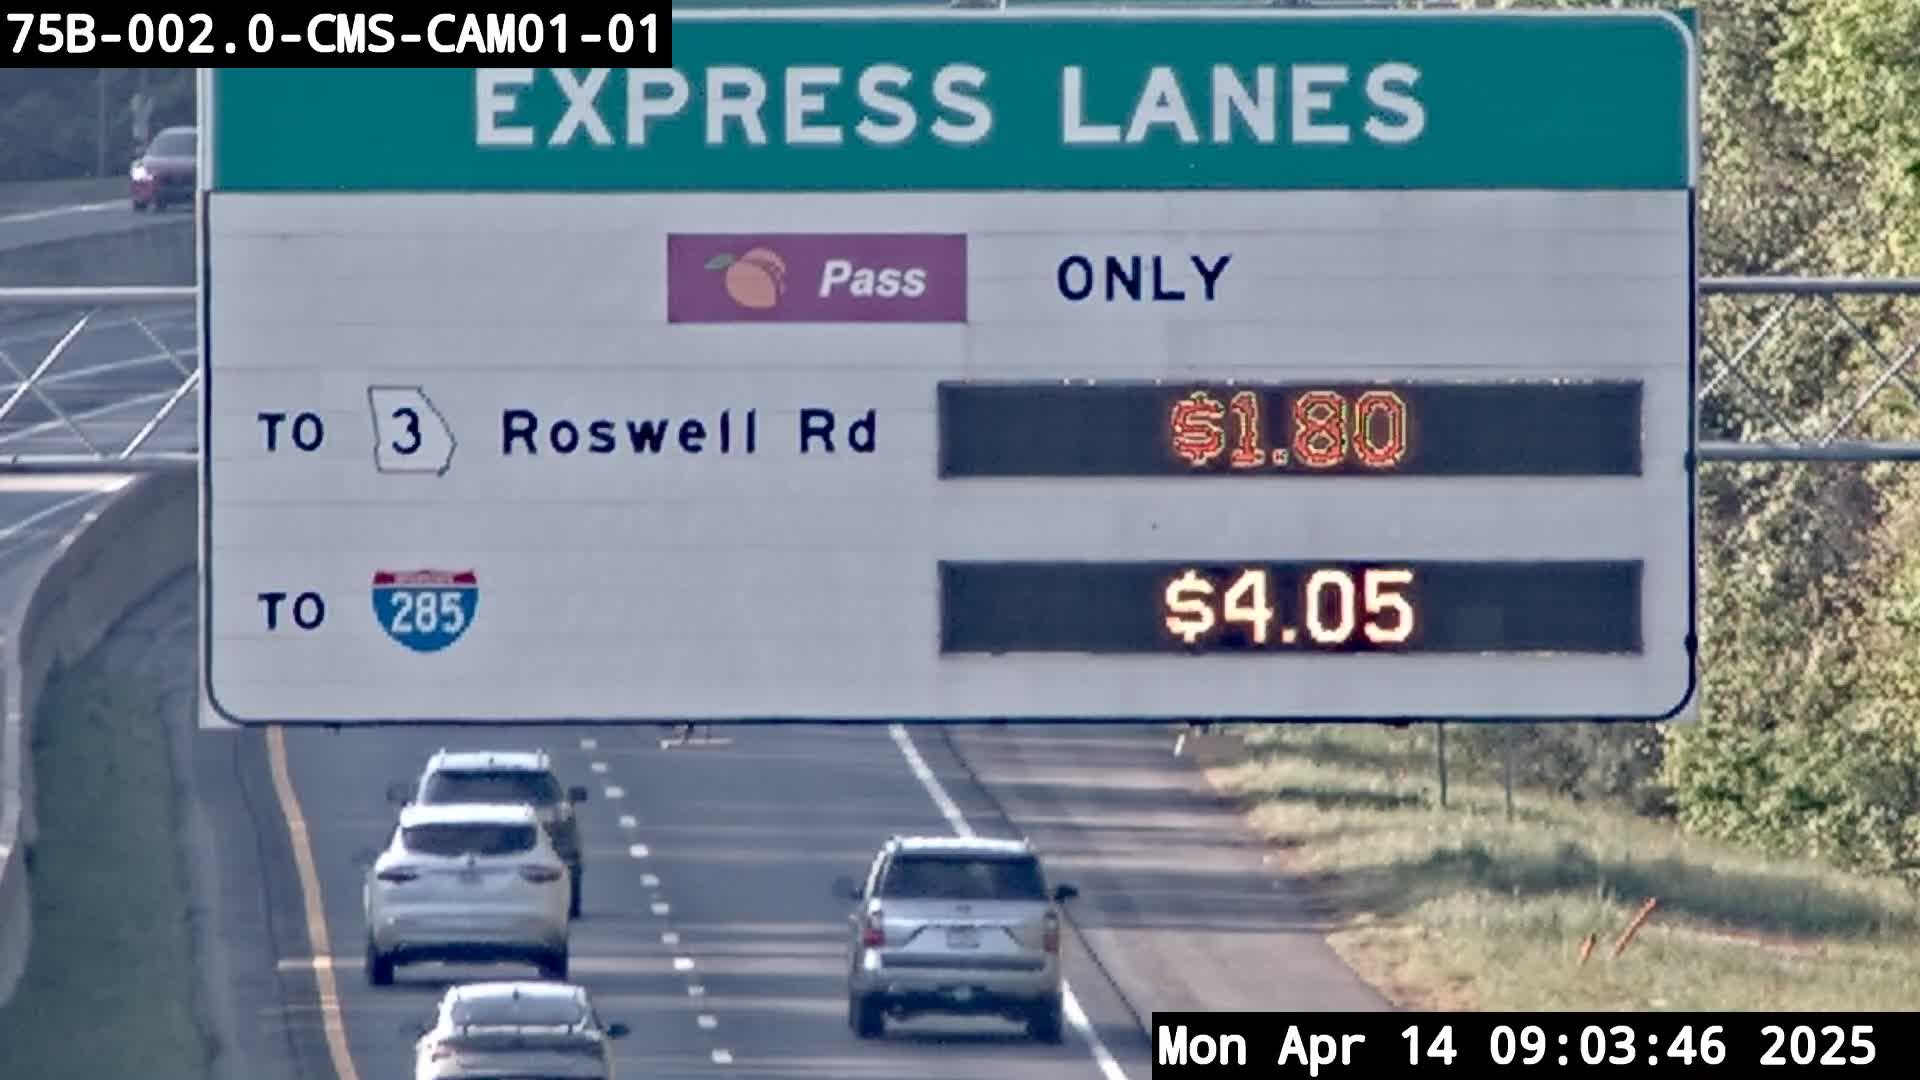 75B-002.0-CMS-CAM01-01
EXPRESS LANES
Pass ONLY
TO 3 Roswell Rd $1.80
TO 285 $4.05
Mon Apr 14 09:03:46 2025